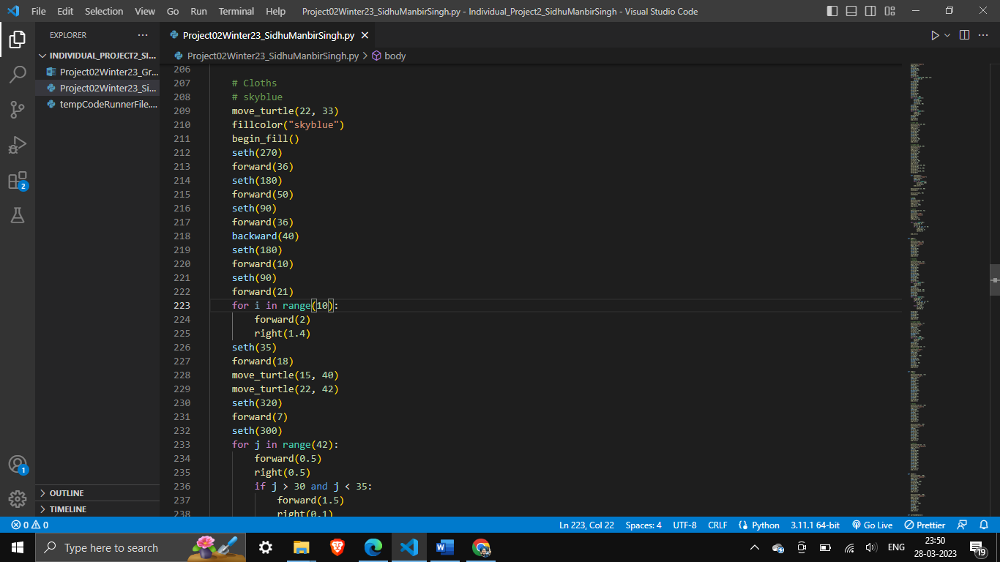 File Edit Selection View Go Run Terminal Help Project02Winter23_SidhuManbirSingh.py - Individual_Project2_SidhuManbirSingh - Visual Studio Code
EXPLORER
Project02Winter23_SidhuManbirSingh.py
INDIVIDUAL_PROJECT2_SI...
Project02Winter23_SidhuManbirSingh.py > body
Project02Winter23_Gr...
Project02Winter23_Si...
tempCodeRunnerFile....
206
207 # Cloths
208 # skyblue
209 move_turtle(22, 33)
210 fillcolor("skyblue")
211 begin_fill()
212 seth(270)
213 forward(36)
214 seth(180)
215 forward(50)
216 seth(90)
217 forward(36)
218 backward(40)
219 seth(180)
220 forward(10)
221 seth(90)
222 forward(21)
223 for i in range(10):
224 forward(2)
225 right(1.4)
226 seth(35)
227 forward(18)
228 move_turtle(15, 40)
229 move_turtle(22, 42)
230 seth(320)
231 forward(7)
232 seth(300)
233 for j in range(42):
234 forward(0.5)
235 right(0.5)
236 if j > 30 and j < 35:
237 forward(1.5)
238 right(0.1)
2
1
OUTLINE
TIMELINE
0 0 Ln 223, Col 22 Spaces: 4 UTF-8 CRLF Python 3.11.1 64-bit Go Live Prettier
Type here to search
ENG 23:50
28-03-2023
19